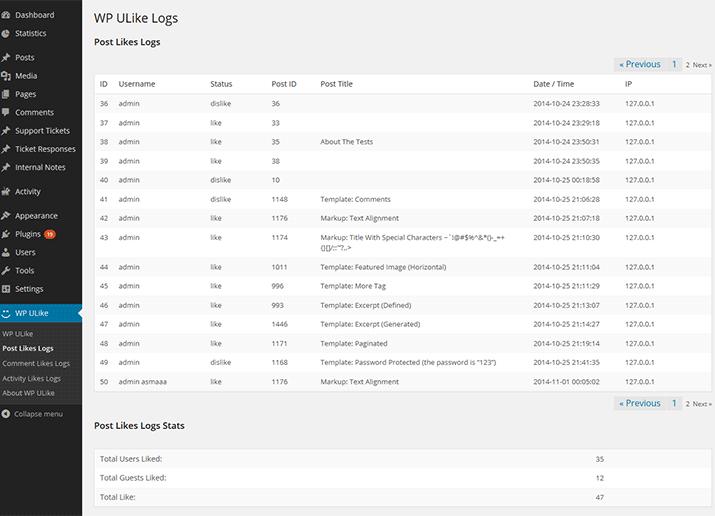 Dashboard
Statistics
Posts
Media
Pages
Comments
Support Tickets
Ticket Responses
Internal Notes
Activity
Appearance
Plugins 19
Users
Tools
Settings
WP ULike
WP ULike
Post Likes Logs
Comment Likes Logs
Activity Likes Logs
About WP ULike
Collapse menu
WP ULike Logs
Post Likes Logs
« Previous 1 2 Next »
ID Username Status Post ID Post Title Date / Time IP
36 admin dislike 36 2014-10-24 23:28:33 127.0.0.1
37 admin like 33 2014-10-24 23:29:18 127.0.0.1
38 admin like 35 About The Tests 2014-10-24 23:50:31 127.0.0.1
39 admin like 38 2014-10-24 23:50:35 127.0.0.1
40 admin dislike 10 2014-10-25 00:18:58 127.0.0.1
41 admin dislike 1148 Template: Comments 2014-10-25 21:06:28 127.0.0.1
42 admin like 1176 Markup: Text Alignment 2014-10-25 21:07:18 127.0.0.1
43 admin like 1174 Markup: Title With Special Characters ~`!@#$%^&*()-_=+ 2014-10-25 21:10:30 127.0.0.1
{}[]/:;"'?,.>
44 admin like 1011 Template: Featured Image (Horizontal) 2014-10-25 21:11:04 127.0.0.1
45 admin like 996 Template: More Tag 2014-10-25 21:11:29 127.0.0.1
46 admin like 993 Template: Excerpt (Defined) 2014-10-25 21:13:07 127.0.0.1
47 admin like 1446 Template: Excerpt (Generated) 2014-10-25 21:14:27 127.0.0.1
48 admin like 1171 Template: Paginated 2014-10-25 21:19:14 127.0.0.1
49 admin dislike 1168 Template: Password Protected (the password is "123") 2014-10-25 21:41:35 127.0.0.1
50 admin asmaaa like 1176 Markup: Text Alignment 2014-11-01 00:05:02 127.0.0.1
« Previous 1 2 Next »
Post Likes Logs Stats
Total Users Liked: 35
Total Guests Liked: 12
Total Like: 47